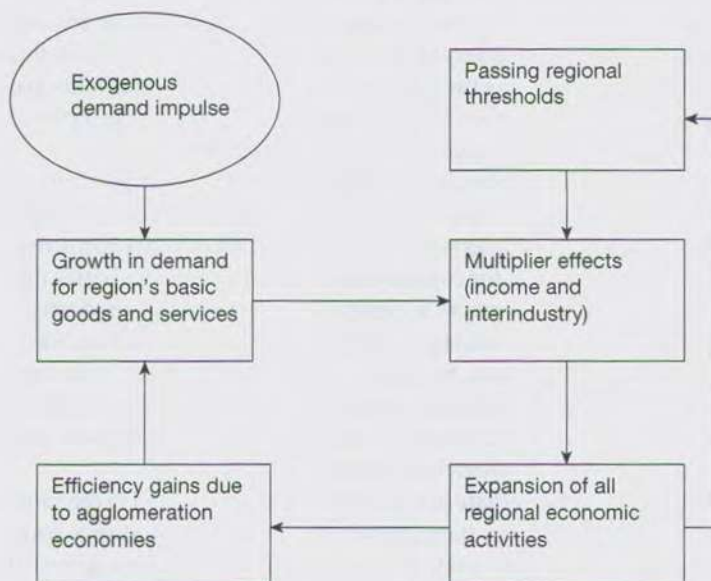 Exogenous
demand impulse
Passing regional
thresholds
Growth in demand
for region's basic
goods and services
Multiplier effects
(income and
interindustry)
Efficiency gains due
to agglomeration
economies
Expansion of all
regional economic
activities